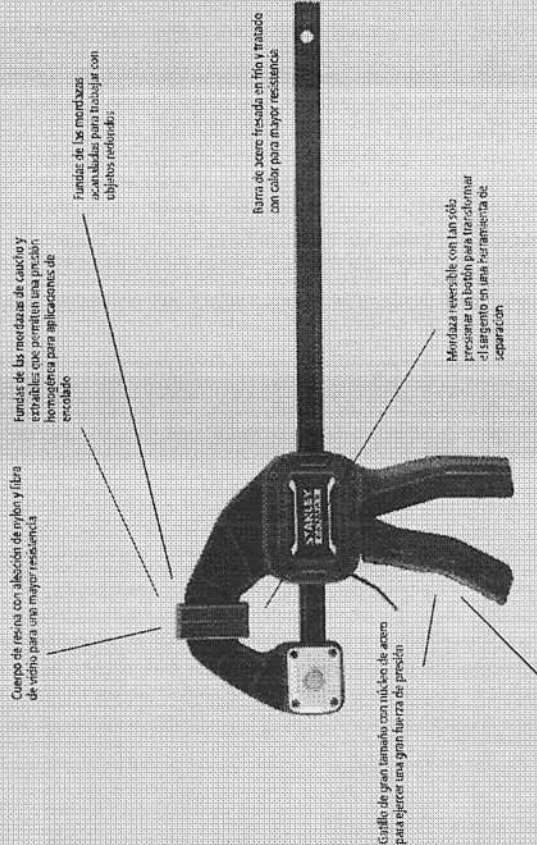 Cuerpo de resina con aleación de nylon y fibra
de vidrio para una mayor resistencia
Fundas de las mordazas de caucho y
extraíbles que permiten una presión
homogénea para aplicaciones de
encolado
Fundas de las mordazas
acanaladas para trabajar con
objetos redondos
Barra de acero fresada en frío y tratado
con calor para mayor resistencia
Mordaza reversible con tan sólo
presionar un botón para transformar
el sargento en una herramienta de
separación
Gatillo de gran tamaño con núcleo de acero
para ejercer una gran fuerza de presión
STANLEY
FATMAX